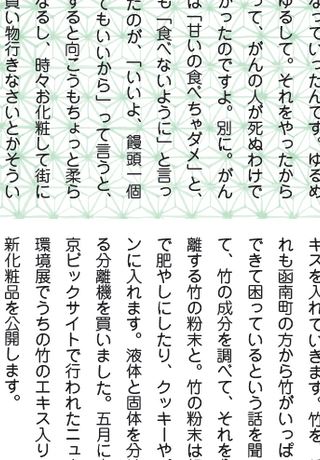 なっていったんです。ゆるめ
ゆるして。それをやったから
って、がんの人が死ぬわけで
かったのですよ。別に。がん
は「甘いの食べちゃダメ」と、
も「食べないように」と言っ
たのが、「いいよ、饅頭一個
てもいいから」って言うと、
すると向こうもちょっと柔ら
なるし、時々お化粧して街に
買い物行きなさいとかそうい
キスを入れていきます。竹を
れも函南町の方から竹がいっぱ
できて困っているという話を聞
て、竹の成分を調べて、それを
離する竹の粉末と。竹の粉末は
で肥やしにしたり、クッキーや
ンに入れます。液体と固体を分
る分離機を買いました。五月に
京ビックサイトで行われたニュ
環境展でうちの竹のエキス入り
新化粧品を公開します。